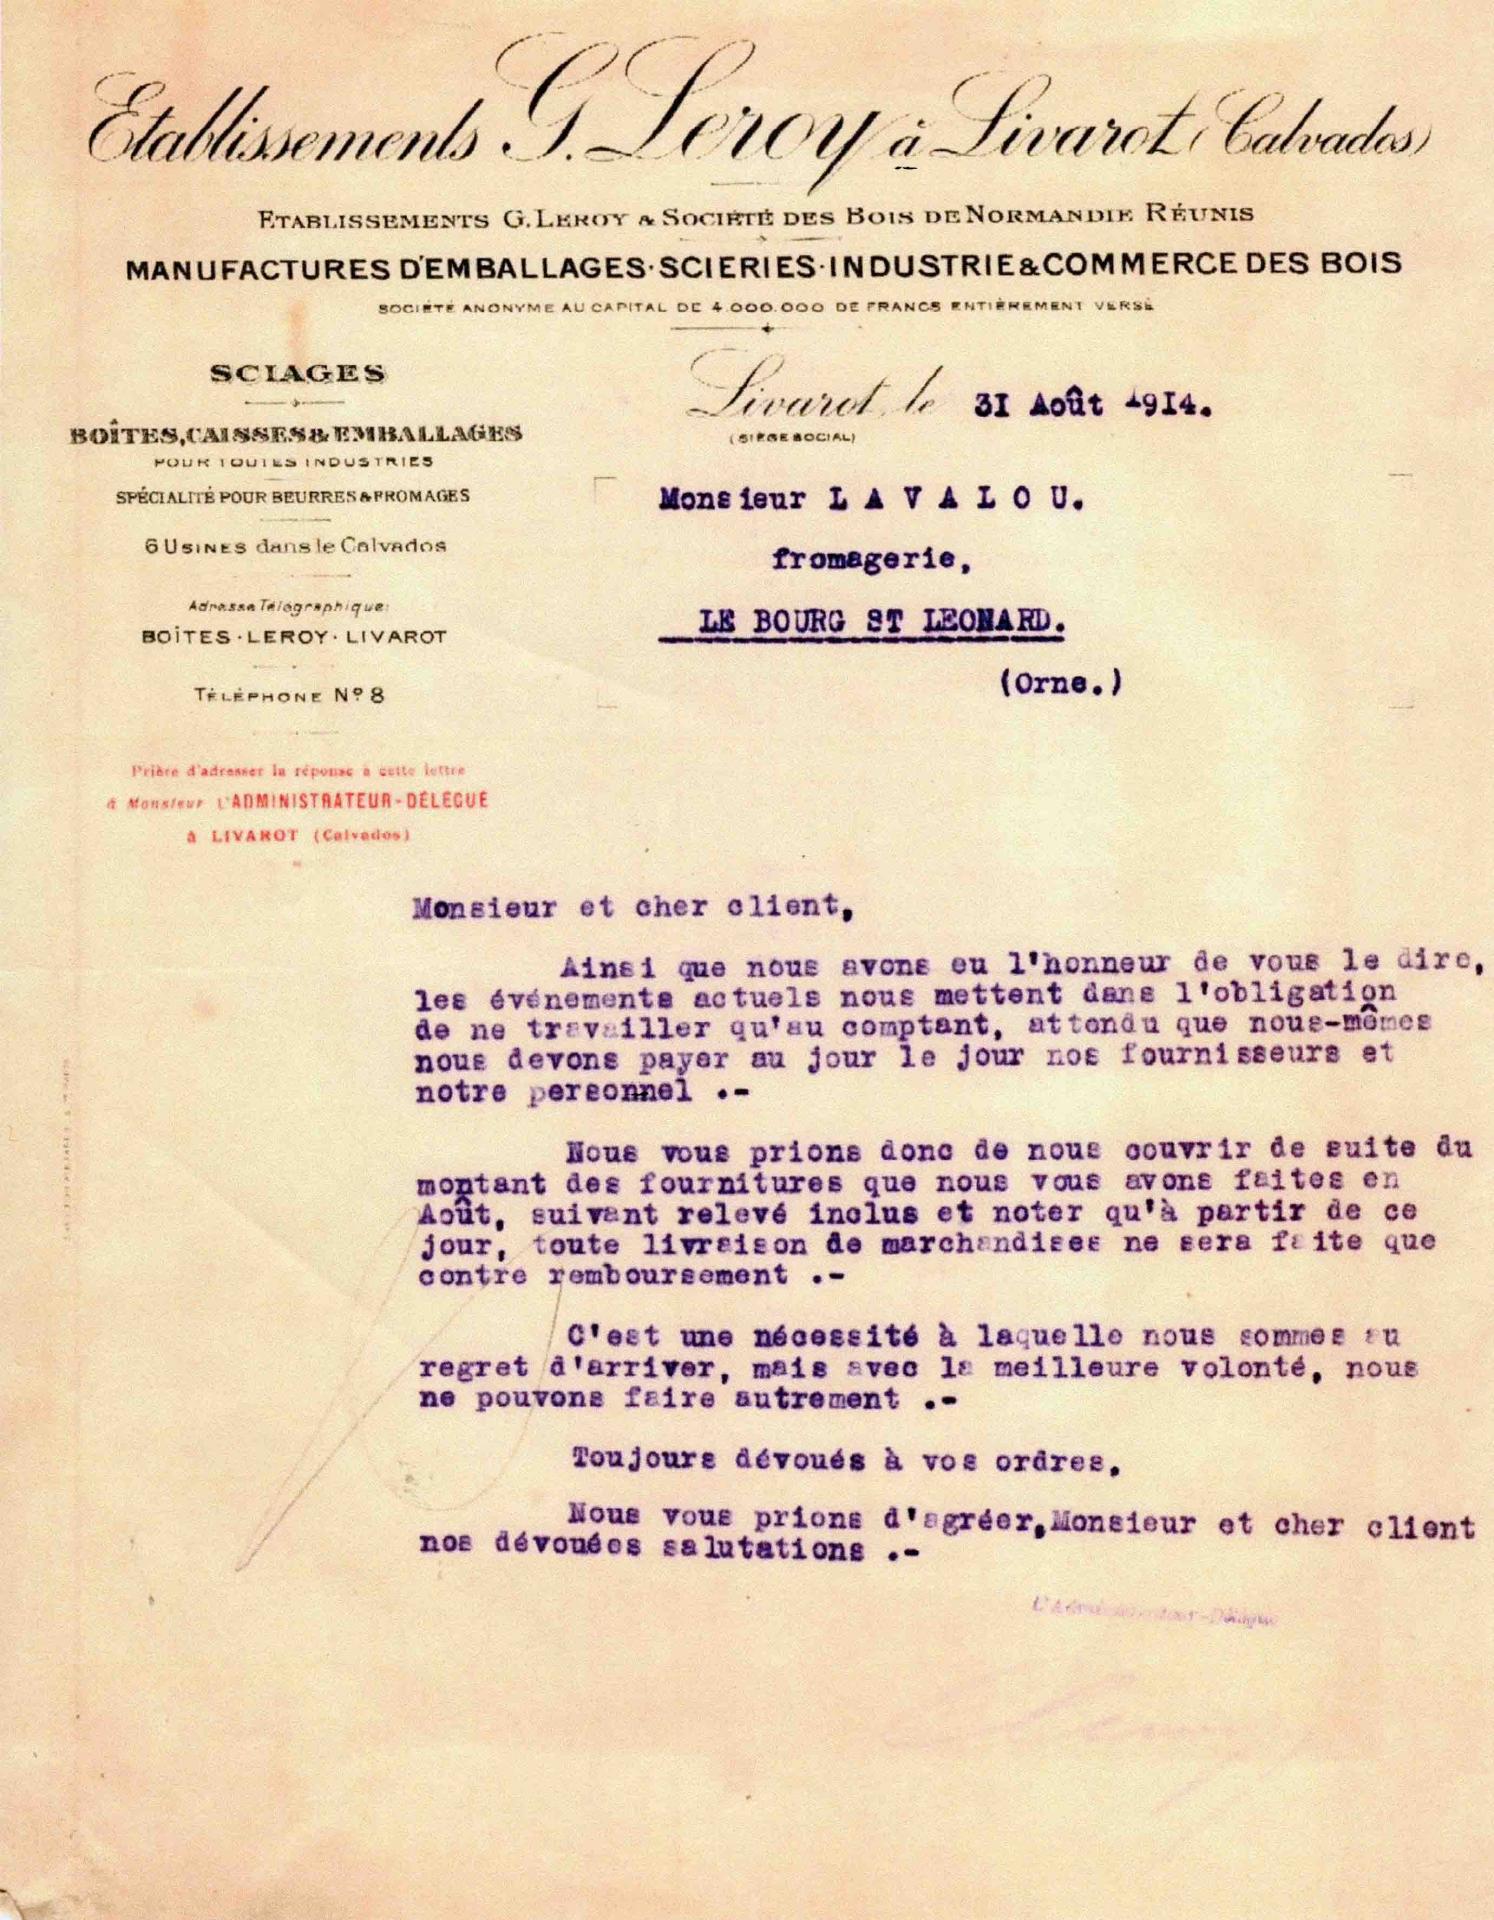 Etablissements G. Leroy à Livarot (Calvados)
ETABLISSEMENTS G. LEROY & SOCIÉTÉ DES BOIS DE NORMANDIE RÉUNIS
MANUFACTURES D'EMBALLAGES·SCIERIES·INDUSTRIE&COMMERCE DES BOIS
SOCIÉTÉ ANONYME AU CAPITAL DE 4.000.000 DE FRANCS ENTIÈREMENT VERSÉ
SCIAGES
BOÎTES, CAISSES & EMBALLAGES
POUR TOUTES INDUSTRIES
SPÉCIALITÉ POUR BEURRES & FROMAGES
6 USINES dans le Calvados
Adresse Télégraphique:
BOÎTES·LEROY·LIVAROT
TÉLÉPHONE Nº 8
Prière d'adresser la réponse à cette lettre
à Monsieur L'ADMINISTRATEUR-DÉLÉGUÉ
à LIVAROT (Calvados)
Livarot, le 31 Août 1914.
(SIÈGE SOCIAL)
Monsieur L A V A L O U.
fromagerie,
LE BOURG ST LEONARD.
(Orne.)
Monsieur et cher client,
Ainsi que nous avons eu l'honneur de vous le dire,
les événements actuels nous mettent dans l'obligation
de ne travailler qu'au comptant, attendu que nous-mêmes
nous devons payer au jour le jour nos fournisseurs et
notre personnel .-
Nous vous prions donc de nous couvrir de suite du
montant des fournitures que nous vous avons faites en
Août, suivant relevé inclus et noter qu'à partir de ce
jour, toute livraison de marchandises ne sera faite que
contre remboursement .-
C'est une nécessité à laquelle nous sommes au
regret d'arriver, mais avec la meilleure volonté, nous
ne pouvons faire autrement .-
Toujours dévoués à vos ordres,
Nous vous prions d'agréer,Monsieur et cher client
nos dévouées salutations .-
L'Administrateur-Délégué